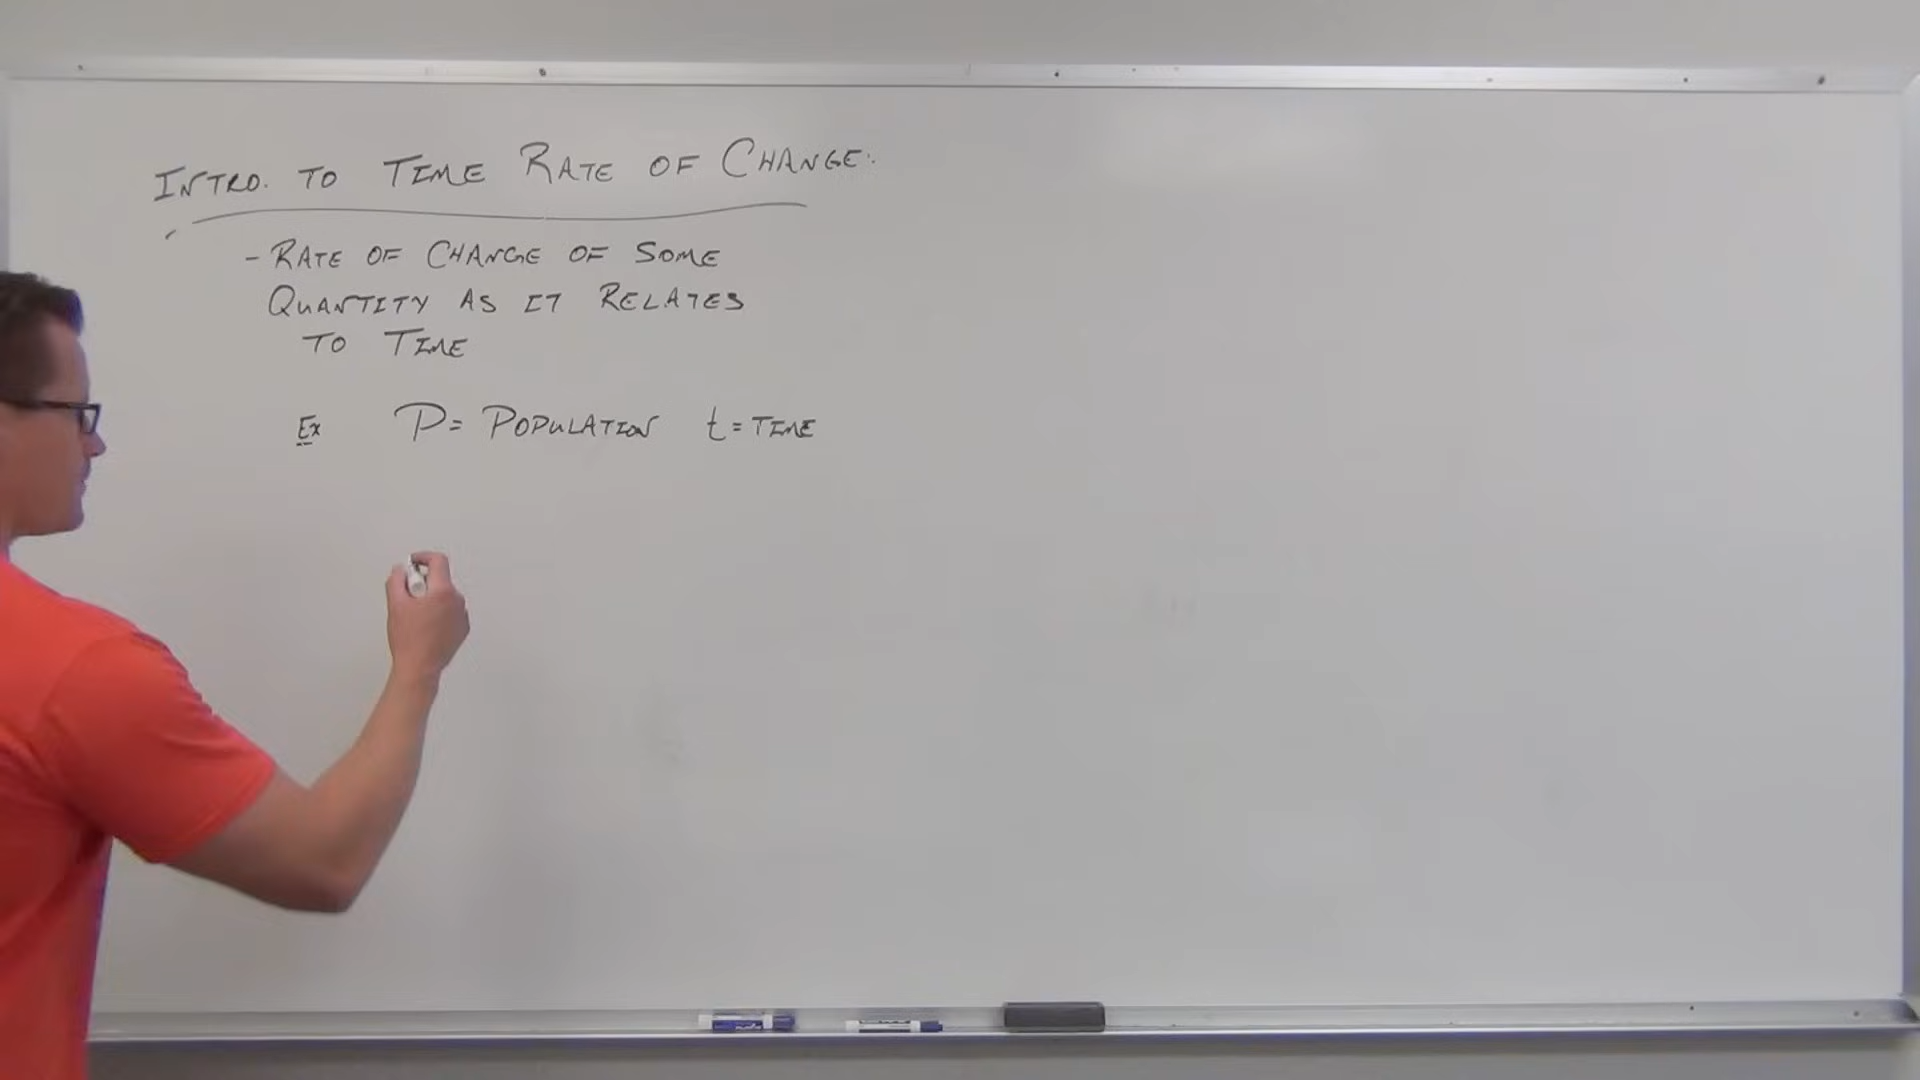 INTRO. TO TIME RATE OF CHANGE:
- RATE OF CHANGE OF SOME
QUANTITY AS IT RELATES
TO TIME
Ex P = POPULATION t = TIME